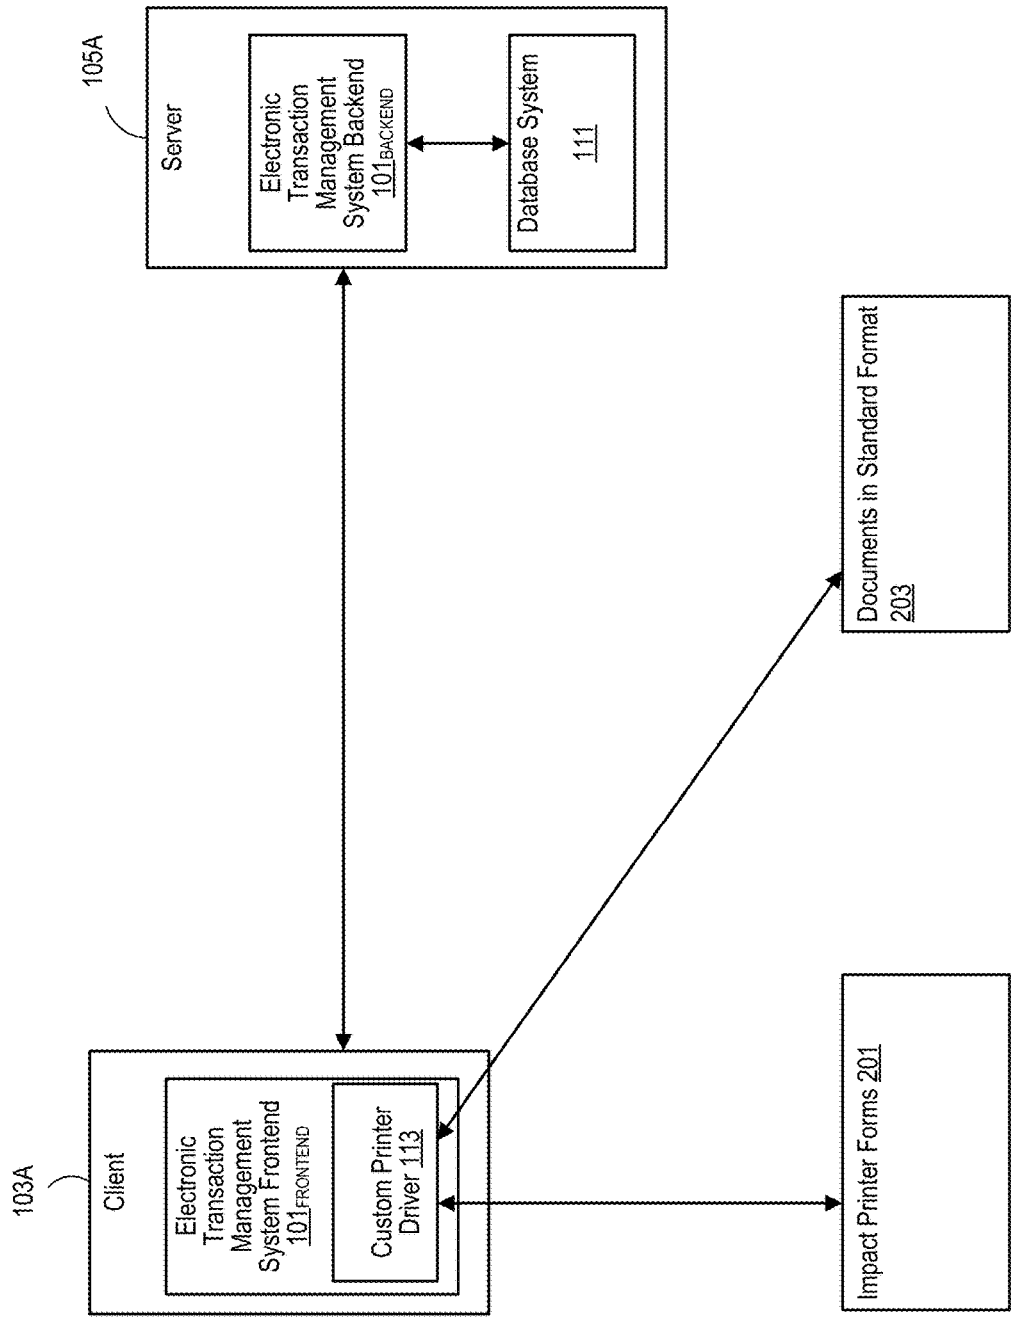 103A
Client
Electronic
Transaction
Management
System Frontend
101FRONTEND
Custom Printer
Driver 113
105A
Server
Electronic
Transaction
Management
System Backend
101BACKEND
Database System
111
Impact Printer Forms 201
Documents in Standard Format
203